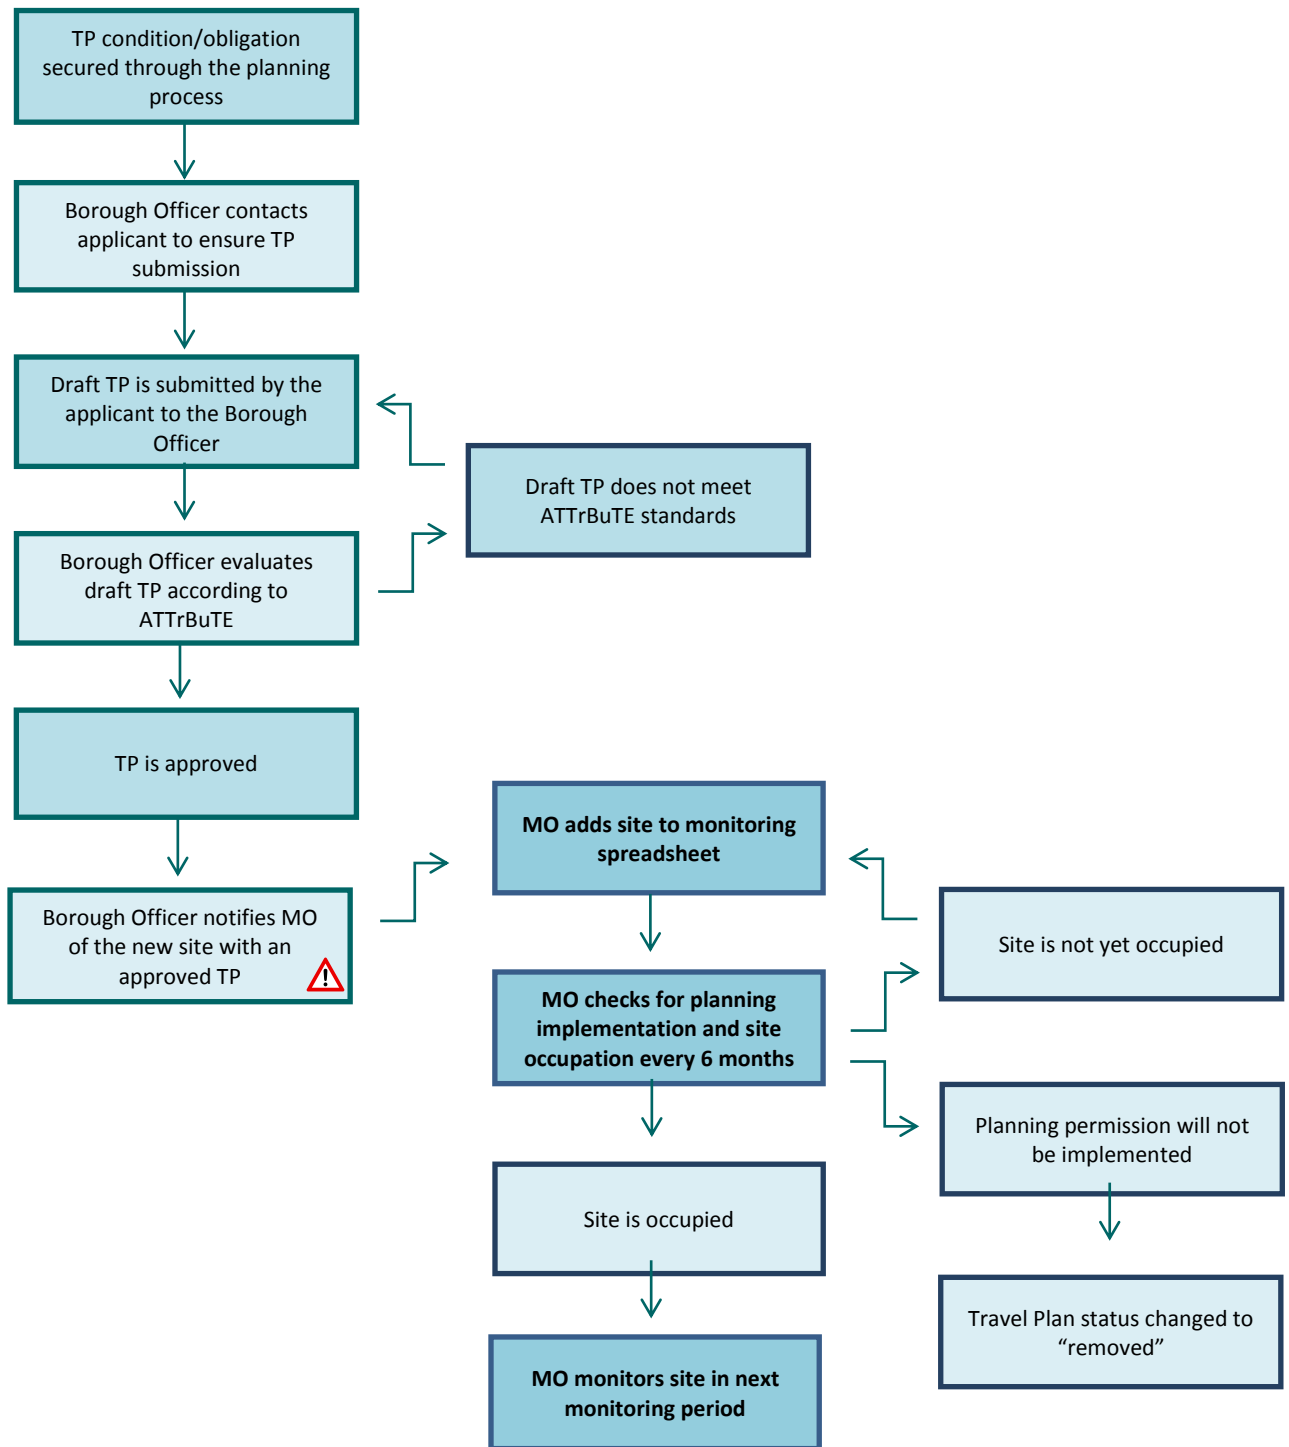 TP condition/obligation
secured through the planning
process
Borough Officer contacts
applicant to ensure TP
submission
Draft TP is submitted by the
applicant to the Borough
Officer
Draft TP does not meet
ATTrBuTE standards
Borough Officer evaluates
draft TP according to
ATTrBuTE
TP is approved
Borough Officer notifies MO
of the new site with an
approved TP
!
MO adds site to monitoring
spreadsheet
Site is not yet occupied
MO checks for planning
implementation and site
occupation every 6 months
Planning permission will not
be implemented
Site is occupied
Travel Plan status changed to
“removed”
MO monitors site in next
monitoring period